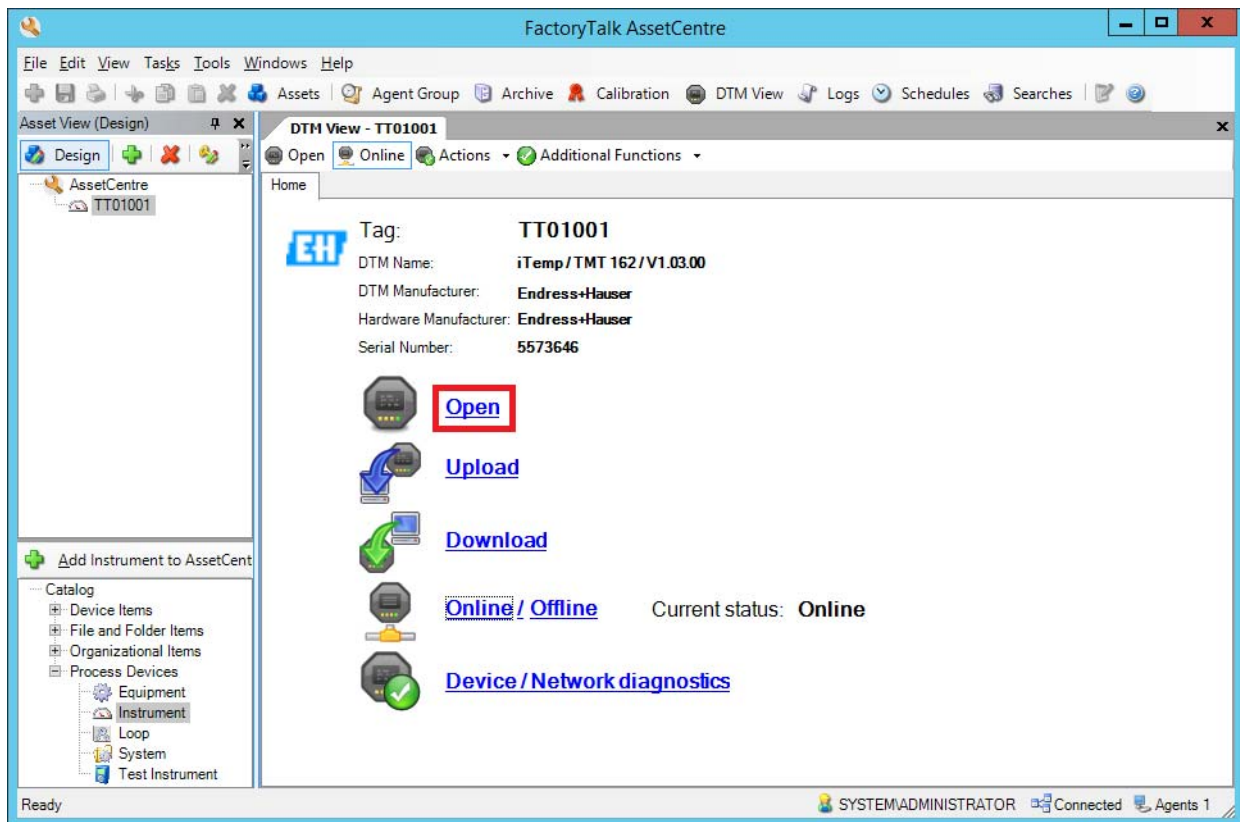 FactoryTalk AssetCentre
File Edit View Tasks Tools Windows Help
Assets Agent Group Archive Calibration DTM View Logs Schedules Searches
Asset View (Design)
Design
AssetCentre
TT01001
DTM View - TT01001
Open Online Actions Additional Functions
Home
EH
Tag: TT01001
DTM Name: iTemp / TMT 162 / V1.03.00
DTM Manufacturer: Endress+Hauser
Hardware Manufacturer: Endress+Hauser
Serial Number: 5573646
Open
Upload
Download
Online / Offline Current status: Online
Device / Network diagnostics
Add Instrument to AssetCent
Catalog
Device Items
File and Folder Items
Organizational Items
Process Devices
Equipment
Instrument
Loop
System
Test Instrument
Ready SYSTEM\ADMINISTRATOR Connected Agents 1